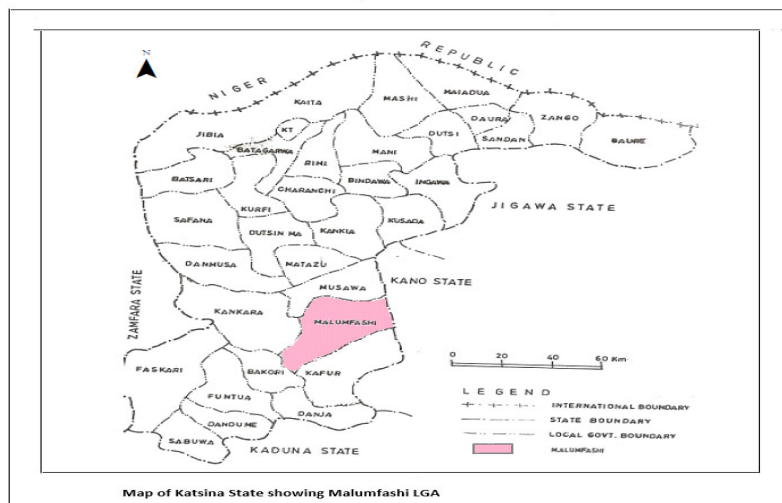 N
NIGER REPUBLIC
KAITA
MASHI
MAIADUA
JIBIA
KT
DAURA
ZANGO
BATAGARWA
DUTSI
SANDAN
BAURE
RIMI
MANI
BATSARI
CHARANCHI
BINDAWA
INGAWA
JIGAWA STATE
SAFANA
KURFI
KUSADA
DUTSIN MA
KANKIA
DANMUSA
MATAZU
ZAMFARA STATE
MUSAWA
KANO STATE
KANKARA
MALUMFASHI
0 20 40 60 Km
FASKARI
BAKORI
KAFUR
FUNTUA
LEGEND
INTERNATIONAL BOUNDARY
DANJA
STATE BOUNDARY
DANDUME
LOCAL GOVT. BOUNDARY
SABUWA
KADUNA STATE
MALUMFASHI
Map of Katsina State showing Malumfashi LGA